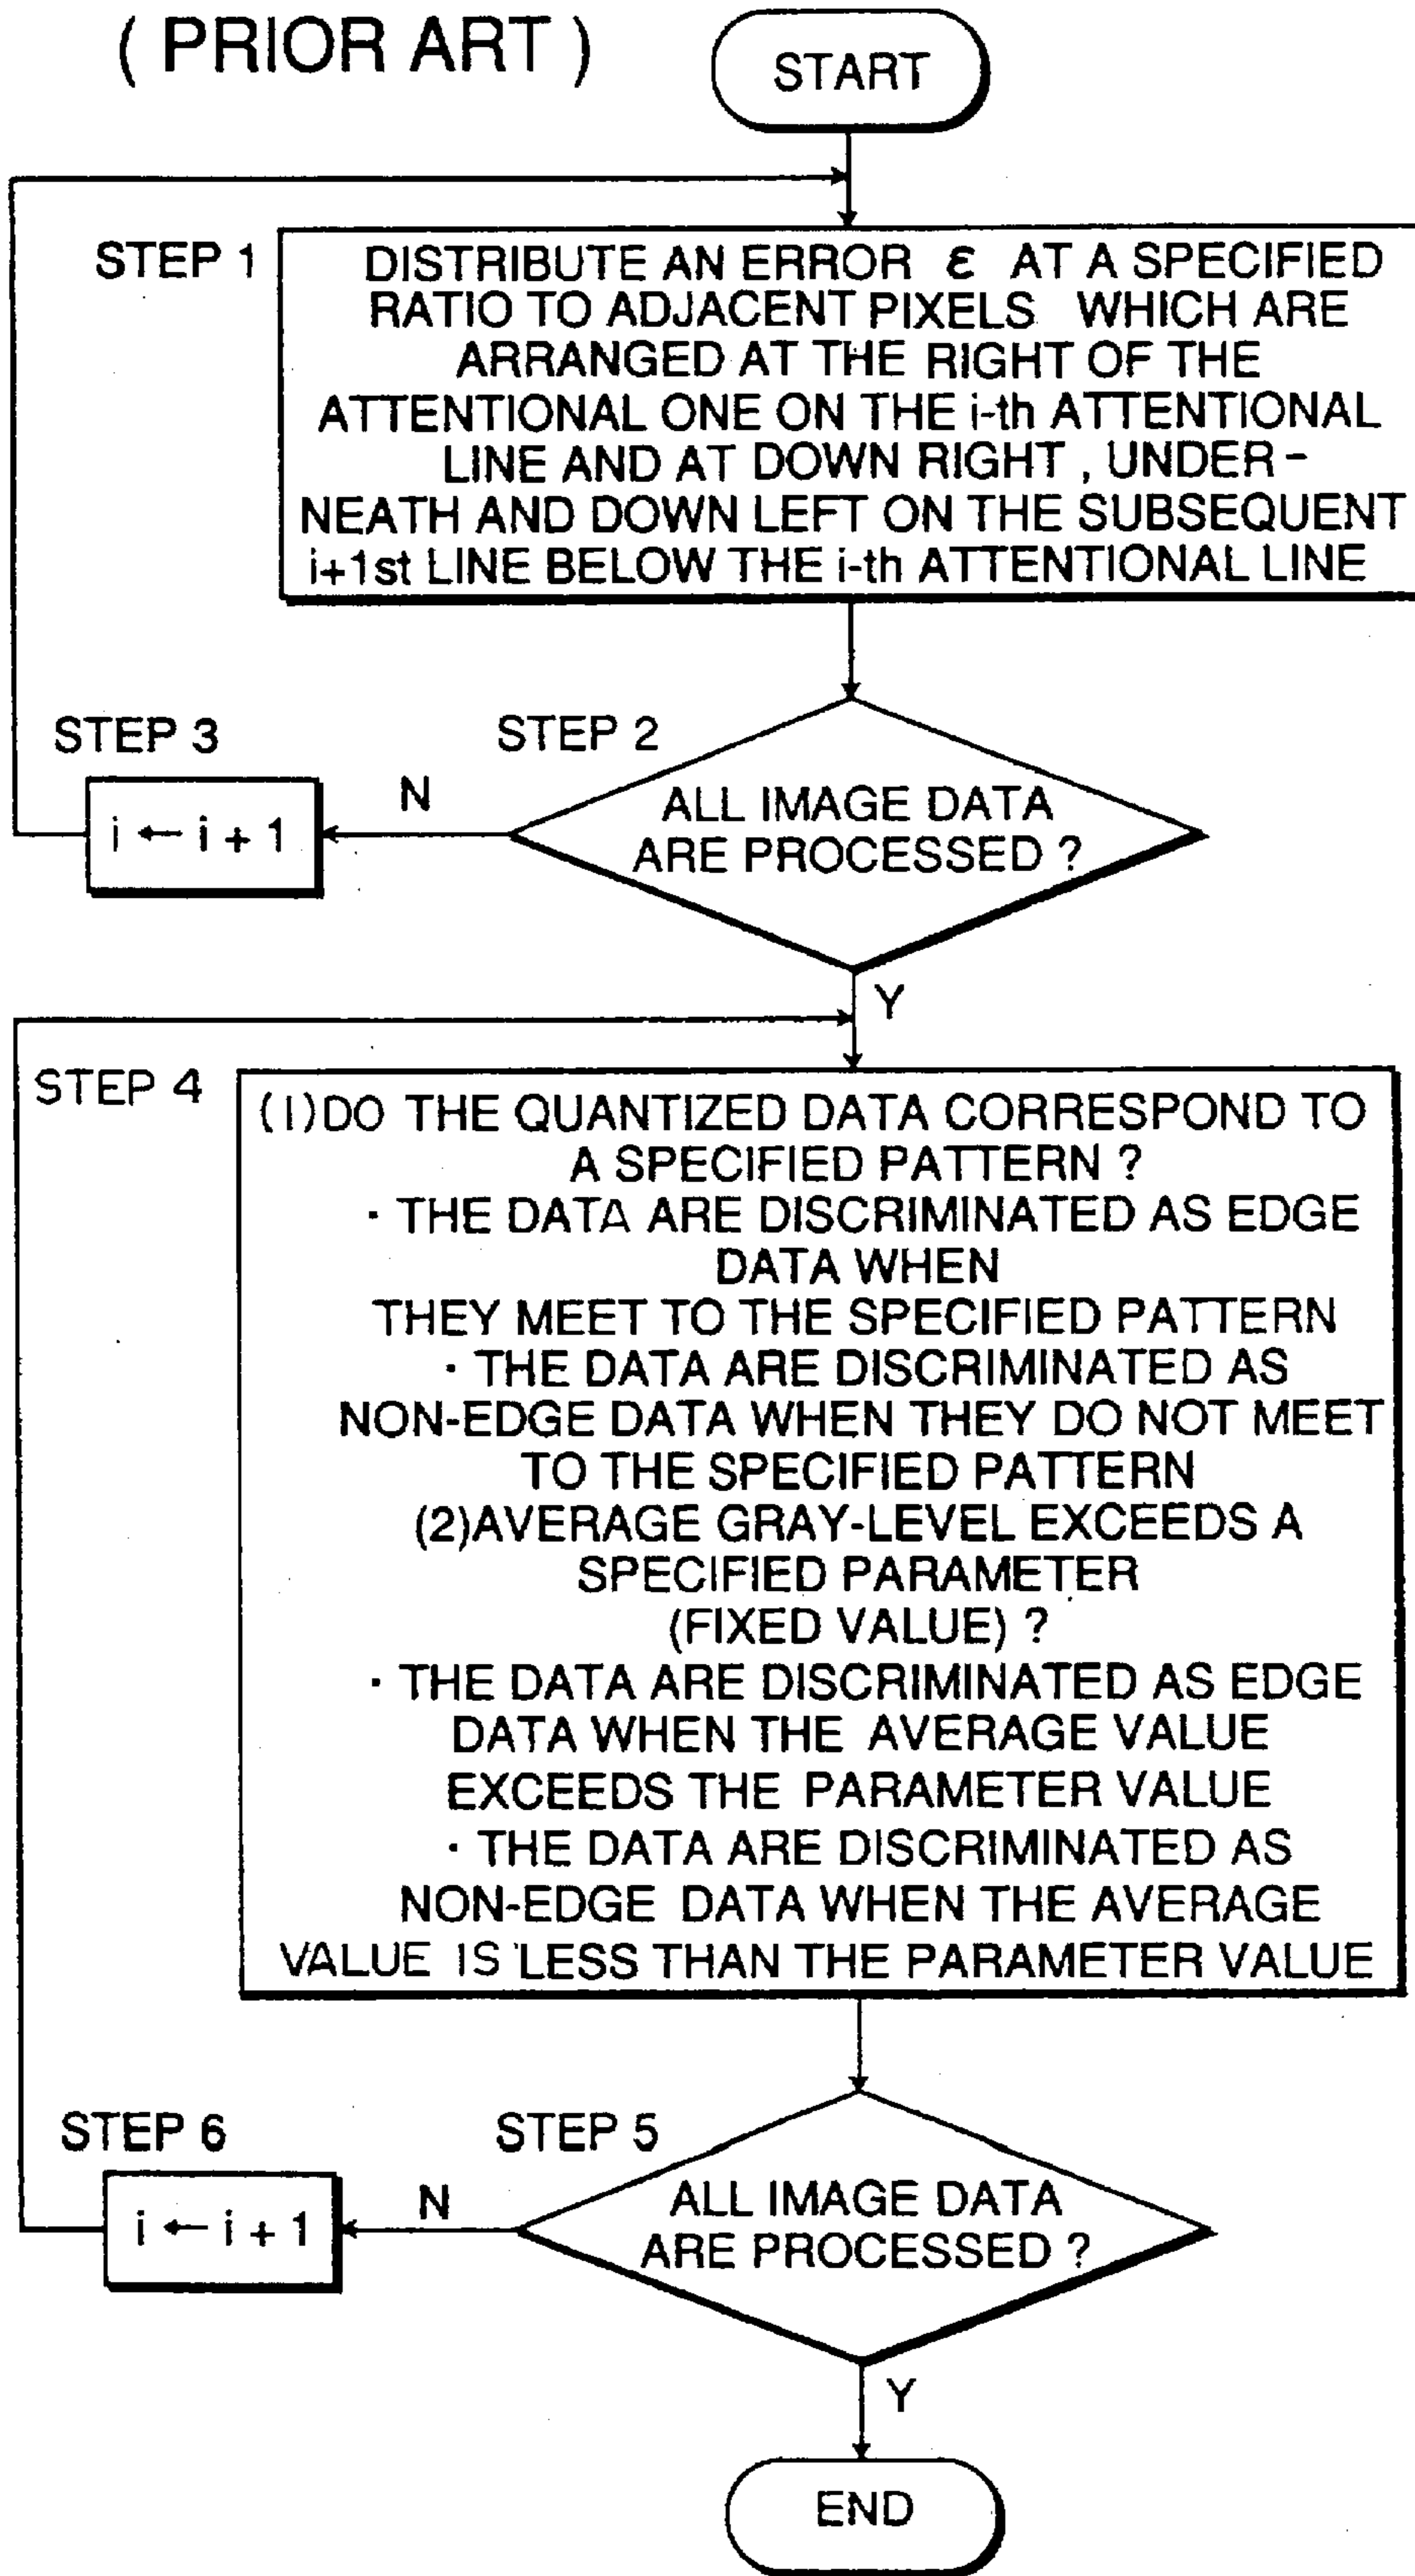 ( PRIOR ART )
START
STEP 1
DISTRIBUTE AN ERROR ε AT A SPECIFIED
RATIO TO ADJACENT PIXELS WHICH ARE
ARRANGED AT THE RIGHT OF THE
ATTENTIONAL ONE ON THE i-th ATTENTIONAL
LINE AND AT DOWN RIGHT , UNDER-
NEATH AND DOWN LEFT ON THE SUBSEQUENT
i+1st LINE BELOW THE i-th ATTENTIONAL LINE
STEP 3
STEP 2
i ← i + 1
N
ALL IMAGE DATA
ARE PROCESSED ?
Y
STEP 4
(1)DO THE QUANTIZED DATA CORRESPOND TO
A SPECIFIED PATTERN ?
· THE DATA ARE DISCRIMINATED AS EDGE
DATA WHEN
THEY MEET TO THE SPECIFIED PATTERN
· THE DATA ARE DISCRIMINATED AS
NON-EDGE DATA WHEN THEY DO NOT MEET
TO THE SPECIFIED PATTERN
(2)AVERAGE GRAY-LEVEL EXCEEDS A
SPECIFIED PARAMETER
(FIXED VALUE) ?
· THE DATA ARE DISCRIMINATED AS EDGE
DATA WHEN THE AVERAGE VALUE
EXCEEDS THE PARAMETER VALUE
· THE DATA ARE DISCRIMINATED AS
NON-EDGE DATA WHEN THE AVERAGE
VALUE IS LESS THAN THE PARAMETER VALUE
STEP 6
STEP 5
i ← i + 1
N
ALL IMAGE DATA
ARE PROCESSED ?
Y
END